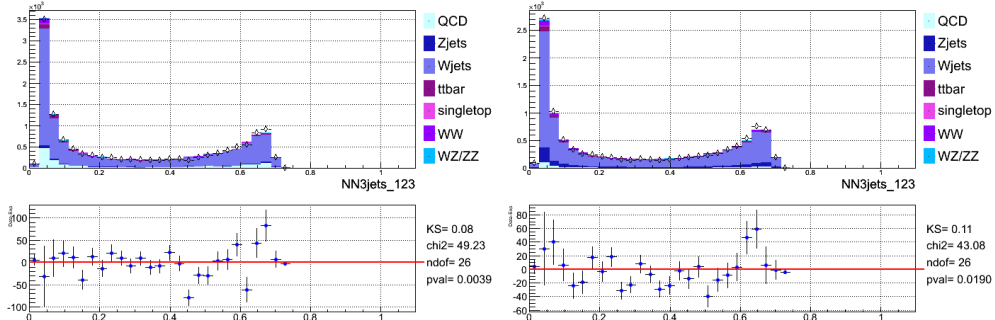 ×10³
3.5
3
2.5
2
1.5
1
0.5
0
0 0.2 0.4 0.6 0.8 1
NN3jets_123
QCD
Zjets
Wjets
ttbar
singletop
WW
WZ/ZZ
×10³
2.5
2
1.5
1
0.5
0
0 0.2 0.4 0.6 0.8 1
NN3jets_123
QCD
Zjets
Wjets
ttbar
singletop
WW
WZ/ZZ
100
50
0
-50
-100
0 0.2 0.4 0.6 0.8 1
KS= 0.08
chi2= 49.23
ndof= 26
pval= 0.0039
80
60
40
20
0
-20
-40
-60
0 0.2 0.4 0.6 0.8 1
KS= 0.11
chi2= 43.08
ndof= 26
pval= 0.0190